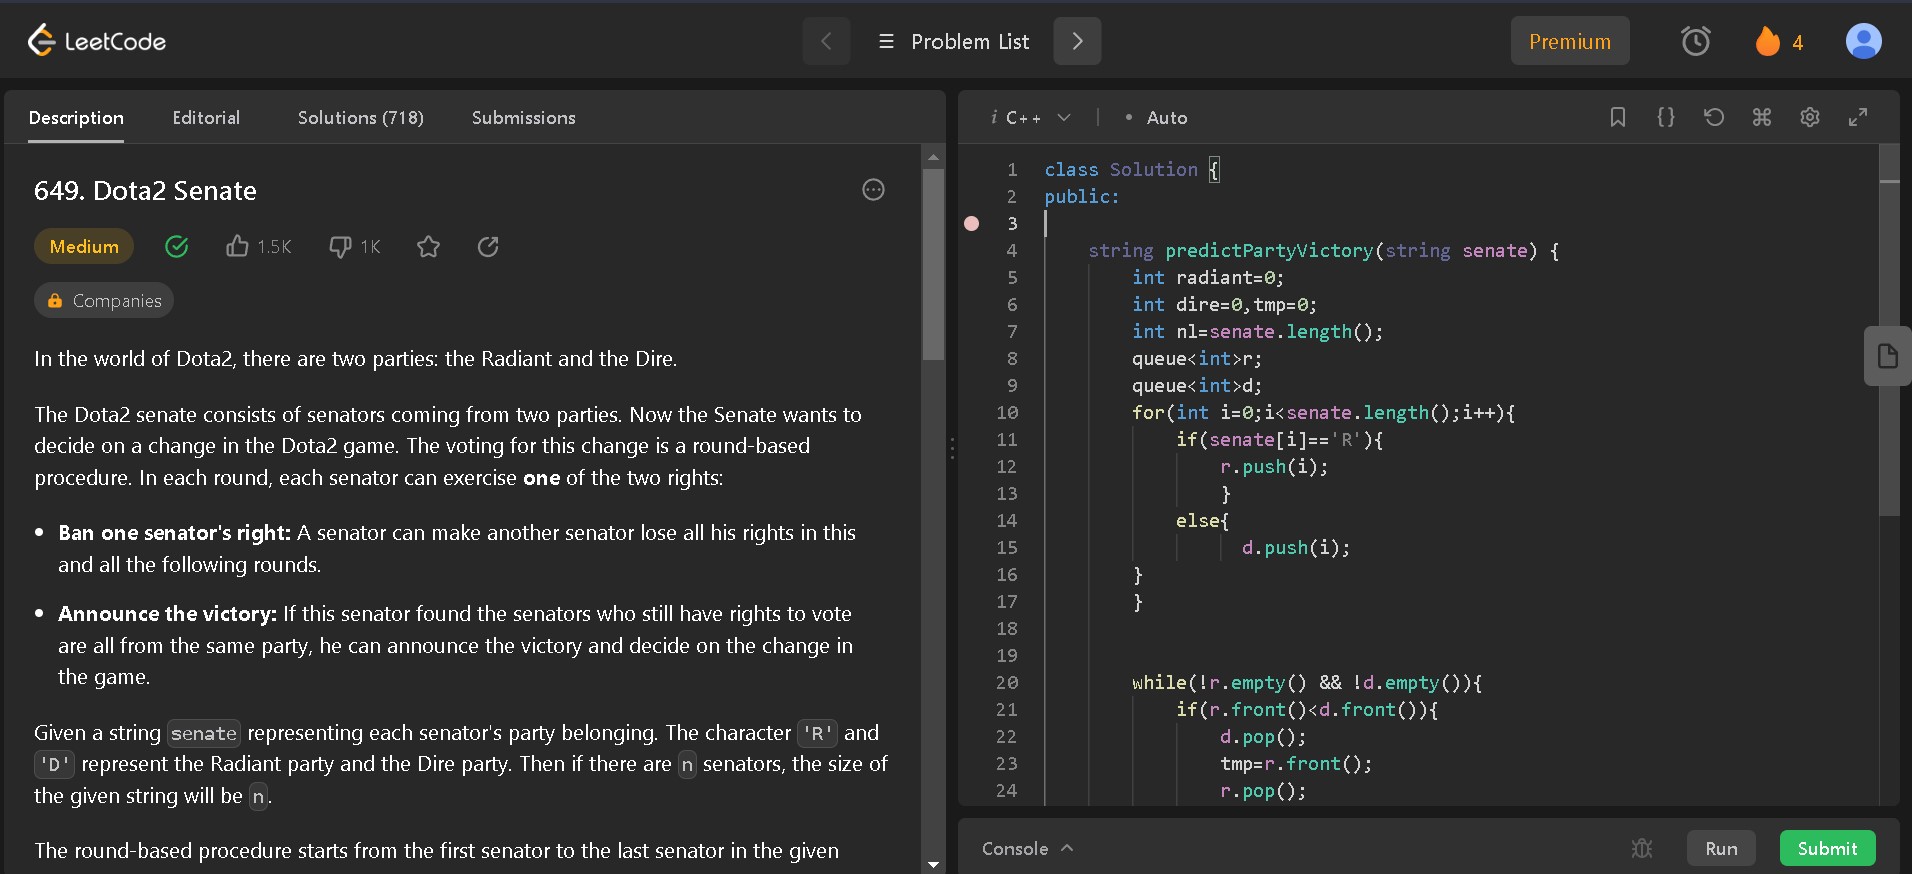 LeetCode
Problem List
Premium
4
Description Editorial Solutions (718) Submissions
649. Dota2 Senate
Medium 1.5K 1K
Companies
In the world of Dota2, there are two parties: the Radiant and the Dire.
The Dota2 senate consists of senators coming from two parties. Now the Senate wants to
decide on a change in the Dota2 game. The voting for this change is a round-based
procedure. In each round, each senator can exercise one of the two rights:
• Ban one senator's right: A senator can make another senator lose all his rights in this
and all the following rounds.
• Announce the victory: If this senator found the senators who still have rights to vote
are all from the same party, he can announce the victory and decide on the change in
the game.
Given a string senate representing each senator's party belonging. The character 'R' and
'D' represent the Radiant party and the Dire party. Then if there are n senators, the size of
the given string will be n.
The round-based procedure starts from the first senator to the last senator in the given
i C++ | • Auto
1 class Solution {
2 public:
3
4 string predictPartyVictory(string senate) {
5 int radiant=0;
6 int dire=0,tmp=0;
7 int nl=senate.length();
8 queue<int>r;
9 queue<int>d;
10 for(int i=0;i<senate.length();i++){
11 if(senate[i]=='R'){
12 r.push(i);
13 }
14 else{
15 d.push(i);
16 }
17 }
18
19
20 while(!r.empty() && !d.empty()){
21 if(r.front()<d.front()){
22 d.pop();
23 tmp=r.front();
24 r.pop();
Console Run Submit